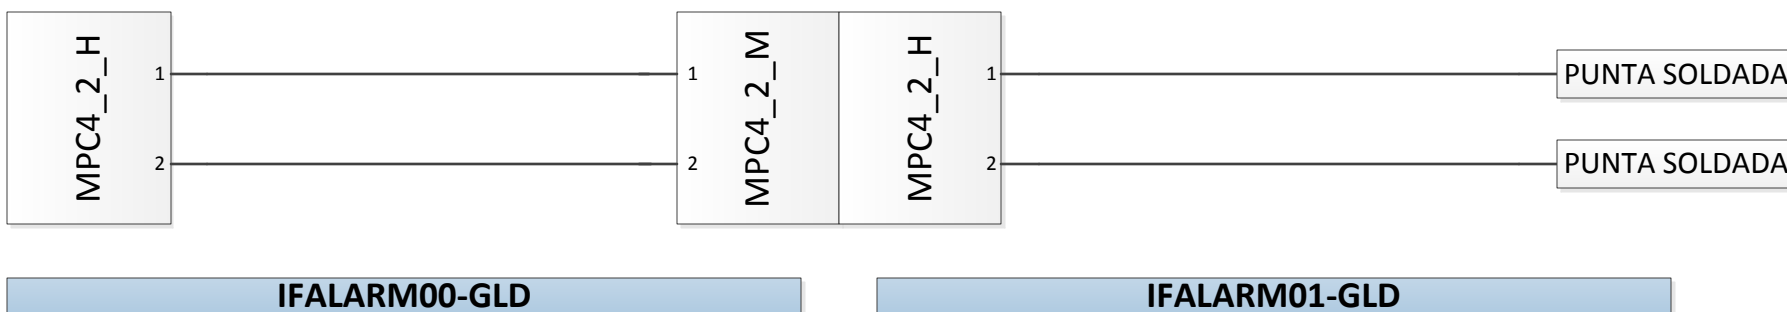 MPC4_2_H
1
2
1
2
MPC4_2_M
MPC4_2_H
1
2
PUNTA SOLDADA
PUNTA SOLDADA
IFALARM00-GLD
IFALARM01-GLD